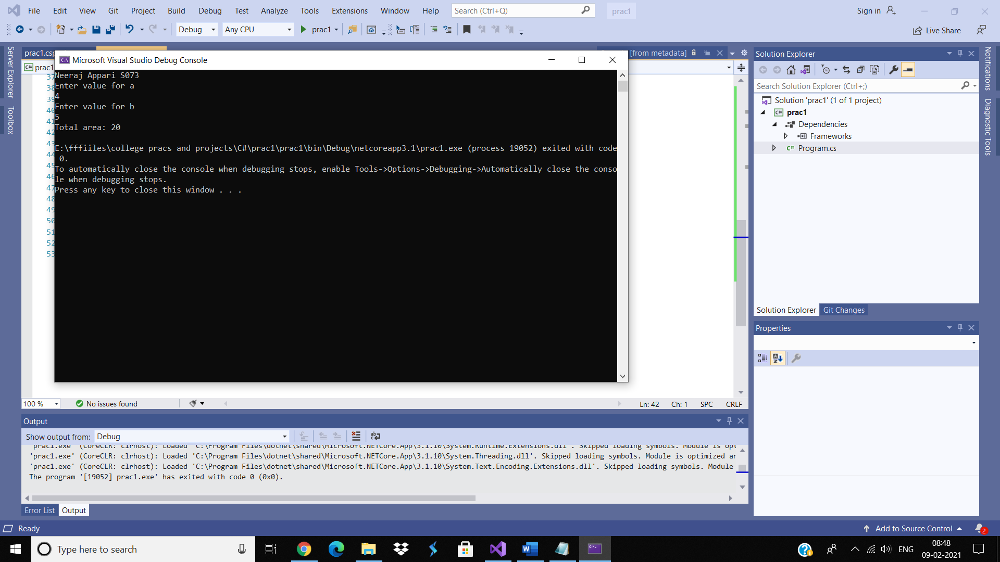 File Edit View Git Project Build Debug Test Analyze Tools Extensions Window Help Search (Ctrl+Q) prac1 Sign in
Debug Any CPU prac1 Live Share
Server Explorer
Toolbox
prac1.csp [from metadata]
C# prac1
Microsoft Visual Studio Debug Console
Neeraj Appari S073
Enter value for a
4
Enter value for b
5
Total area: 20
E:\fffiiles\college pracs and projects\C#\prac1\prac1\bin\Debug\netcoreapp3.1\prac1.exe (process 19052) exited with code
0.
To automatically close the console when debugging stops, enable Tools->Options->Debugging->Automatically close the conso
le when debugging stops.
Press any key to close this window . . .
37
38
39
40
41
42
43
44
45
46
47
48
49
50
51
52
53
100 % No issues found Ln: 42 Ch: 1 SPC CRLF
Output
Show output from: Debug
'prac1.exe' (CoreCLR: clrhost): Loaded 'C:\Program Files\dotnet\shared\Microsoft.NETCore.App\3.1.10\System.Runtime.Extensions.dll'. Skipped loading symbols. Module is opt
'prac1.exe' (CoreCLR: clrhost): Loaded 'C:\Program Files\dotnet\shared\Microsoft.NETCore.App\3.1.10\System.Threading.dll'. Skipped loading symbols. Module is optimized an
'prac1.exe' (CoreCLR: clrhost): Loaded 'C:\Program Files\dotnet\shared\Microsoft.NETCore.App\3.1.10\System.Text.Encoding.Extensions.dll'. Skipped loading symbols. Module
The program '[19052] prac1.exe' has exited with code 0 (0x0).
Error List Output
Solution Explorer
Search Solution Explorer (Ctrl+;)
Solution 'prac1' (1 of 1 project)
C# prac1
Dependencies
Frameworks
C# Program.cs
Solution Explorer Git Changes
Properties
Notifications
Diagnostic Tools
Ready Add to Source Control 2
Type here to search ENG 08:48
09-02-2021